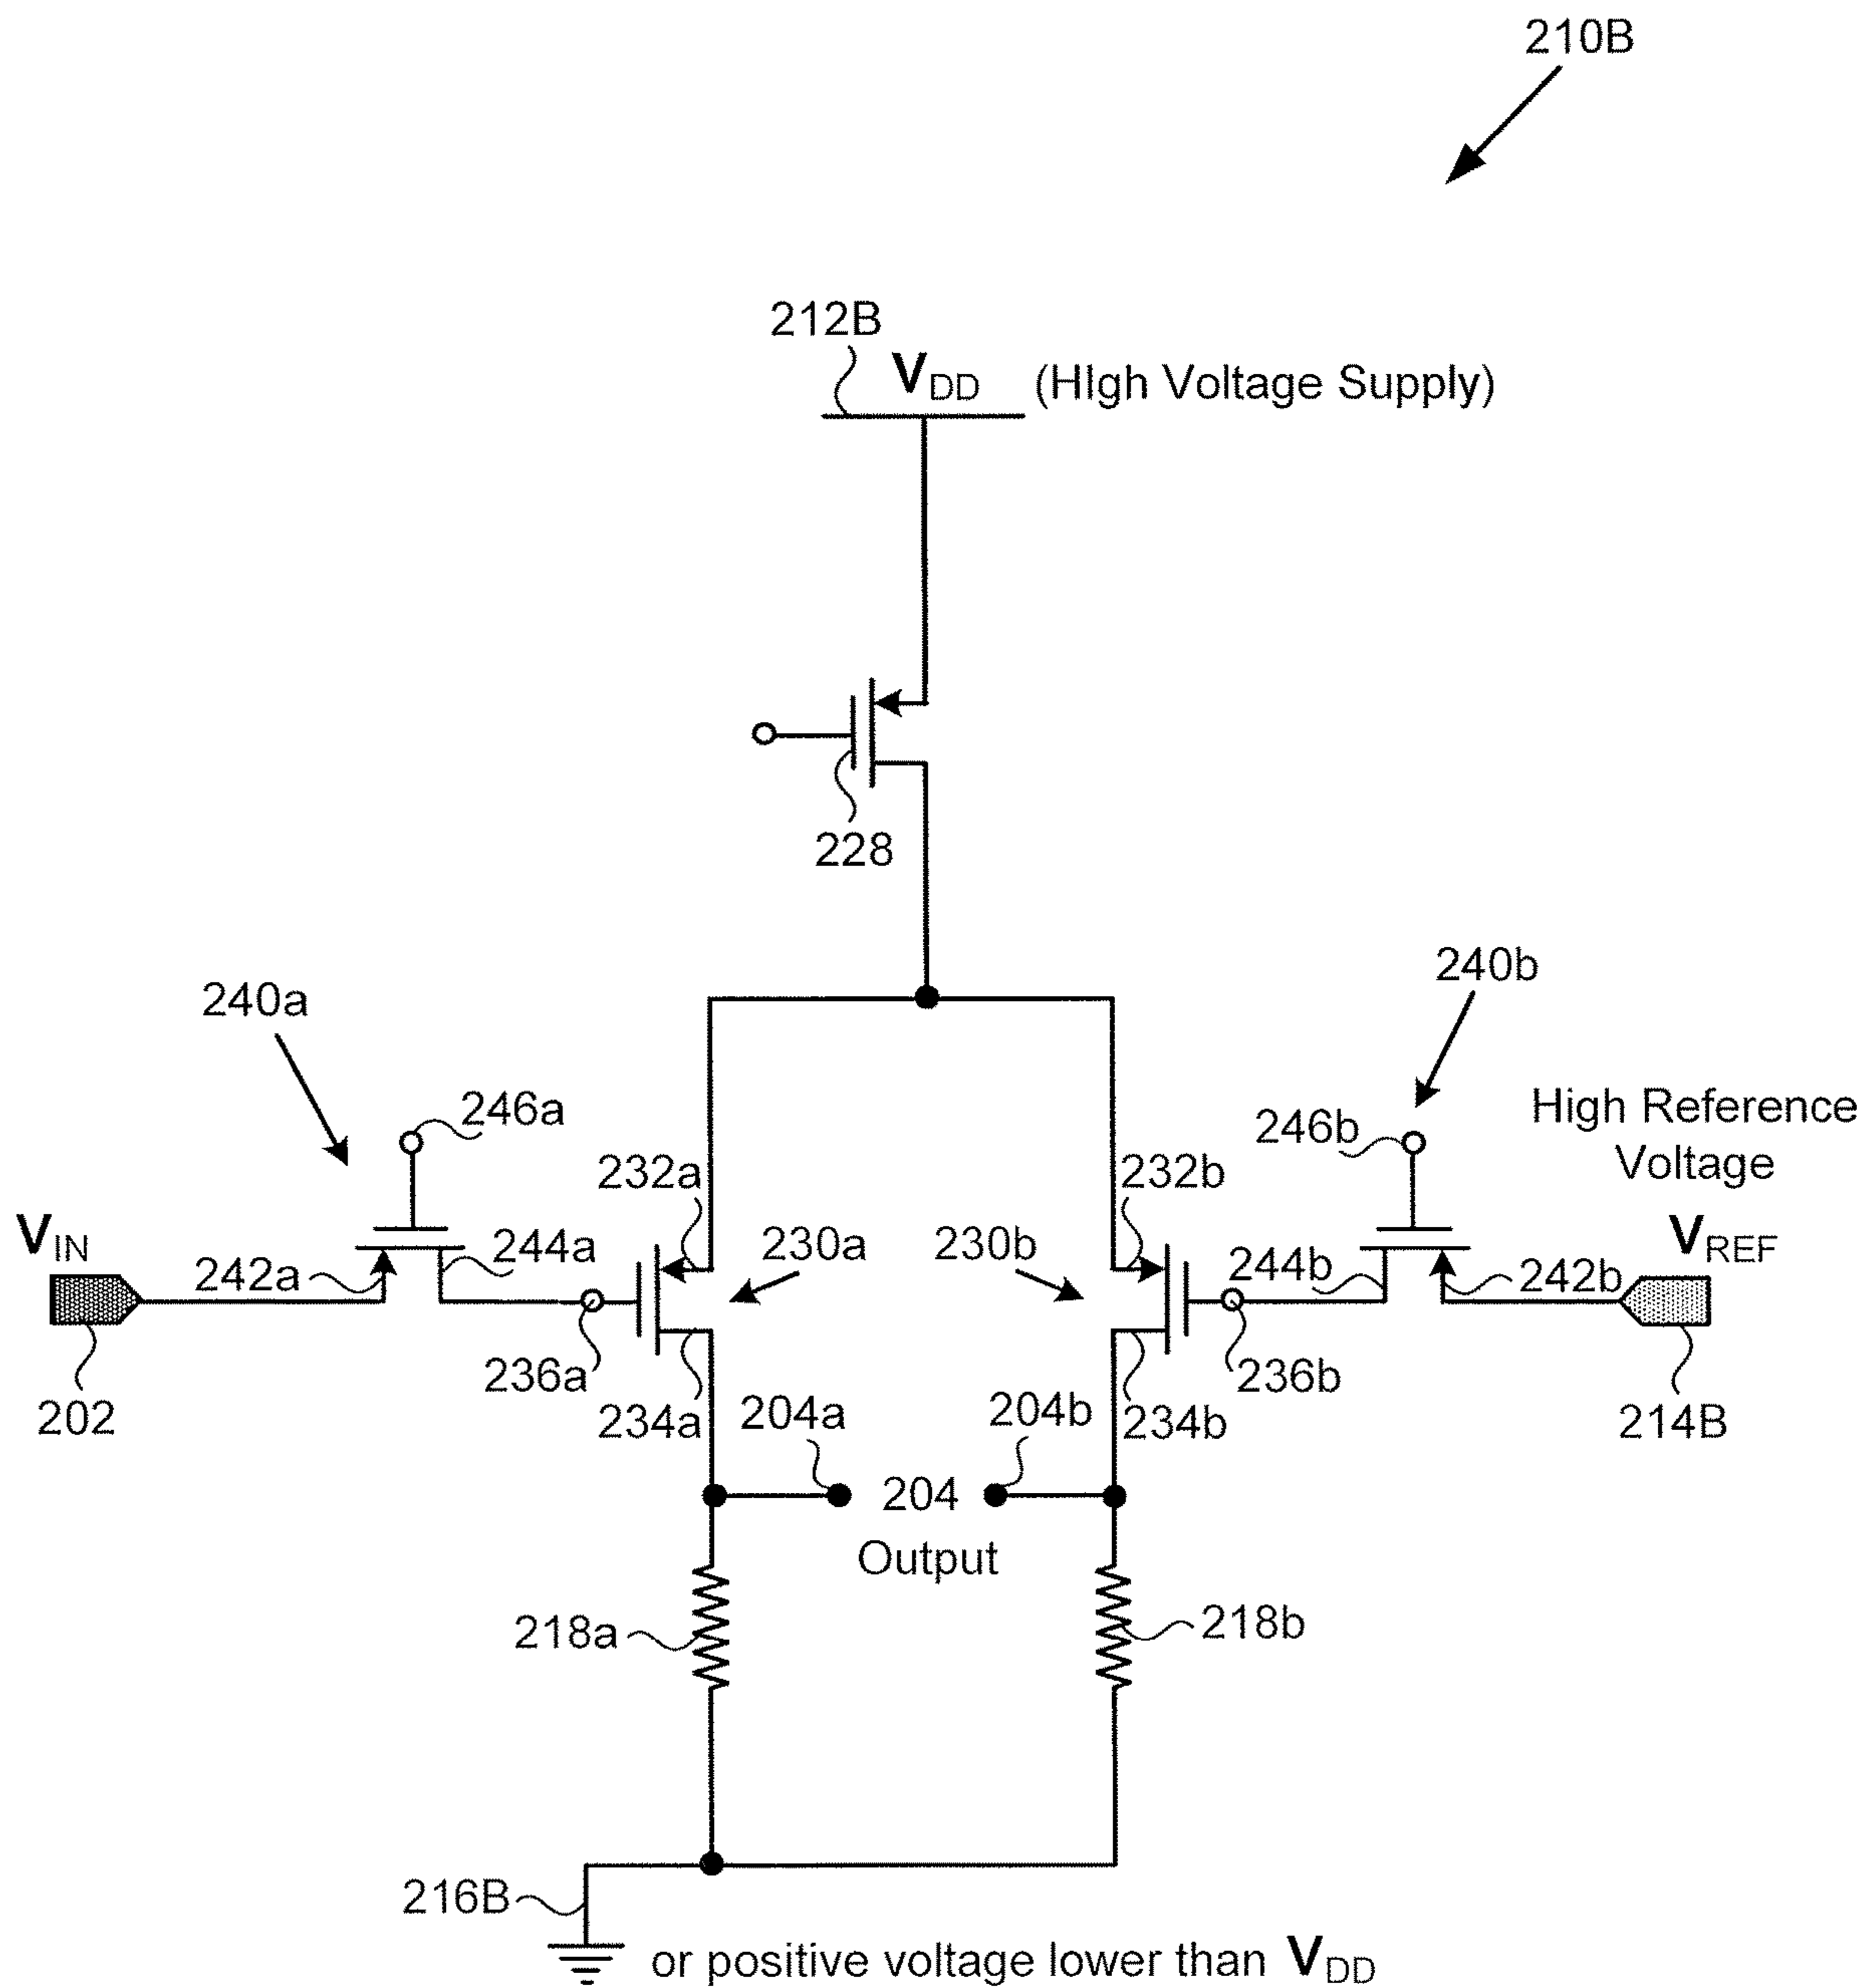 210B
212B
VDD (HIgh Voltage Supply)
228
240a
240b
246a
246b
High Reference
Voltage
232a
232b
VIN
242a
244a
230a
230b
244b
242b
VREF
236a
236b
202
234a
204a
204b
234b
214B
204
Output
218a
218b
216B
or positive voltage lower than VDD